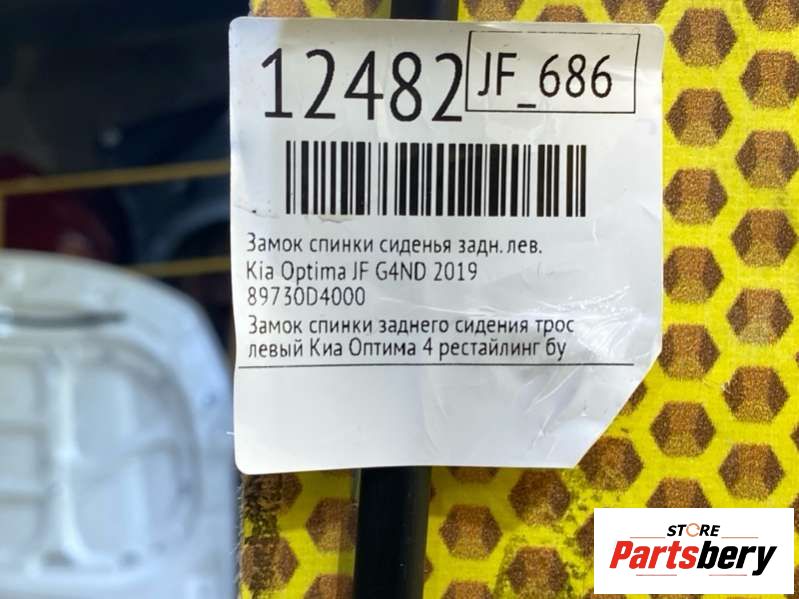 12482
JF_686
Замок спинки сиденья задн. лев.
Kia Optima JF G4ND 2019
89730D4000
Замок спинки заднего сидения трос
левый Киа Оптима 4 рестайлинг бу
STORE
Partsbery